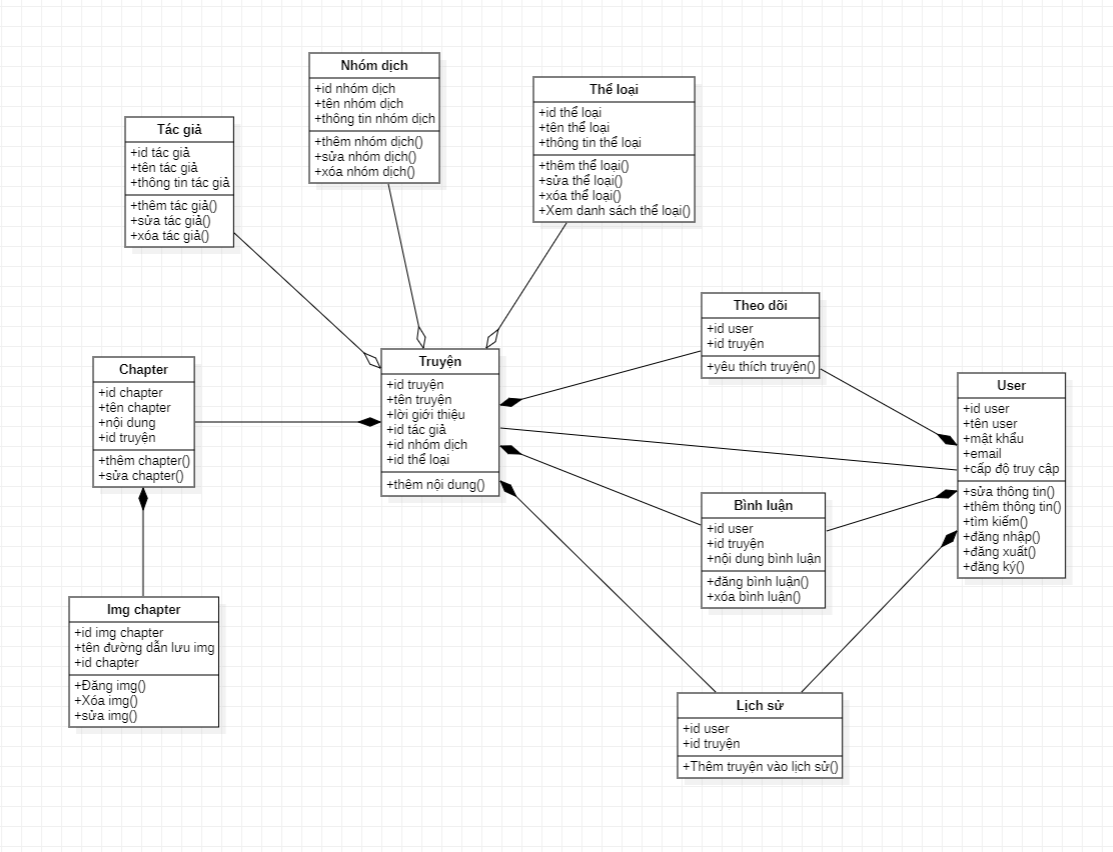 Nhóm dịch
+id nhóm dịch
+tên nhóm dịch
+thông tin nhóm dịch
+thêm nhóm dịch()
+sửa nhóm dịch()
+xóa nhóm dịch()
Thể loại
+id thể loại
+tên thể loại
+thông tin thể loại
+thêm thể loại()
+sửa thể loại()
+xóa thể loại()
+Xem danh sách thể loại()
Tác giả
+id tác giả
+tên tác giả
+thông tin tác giả
+thêm tác giả()
+sửa tác giả()
+xóa tác giả()
Theo dõi
+id user
+id truyện
+yêu thích truyện()
Truyện
+id truyện
+tên truyện
+lời giới thiệu
+id tác giả
+id nhóm dịch
+id thể loại
+thêm nội dung()
Chapter
+id chapter
+tên chapter
+nội dung
+id truyện
+thêm chapter()
+sửa chapter()
User
+id user
+tên user
+mật khẩu
+email
+cấp độ truy cập
+sửa thông tin()
+thêm thông tin()
+tìm kiếm()
+đăng nhập()
+đăng xuất()
+đăng ký()
Bình luận
+id user
+id truyện
+nội dung bình luận
+đăng bình luận()
+xóa bình luận()
Img chapter
+id img chapter
+tên đường dẫn lưu img
+id chapter
+Đăng img()
+Xóa img()
+sửa img()
Lịch sử
+id user
+id truyện
+Thêm truyện vào lịch sử()